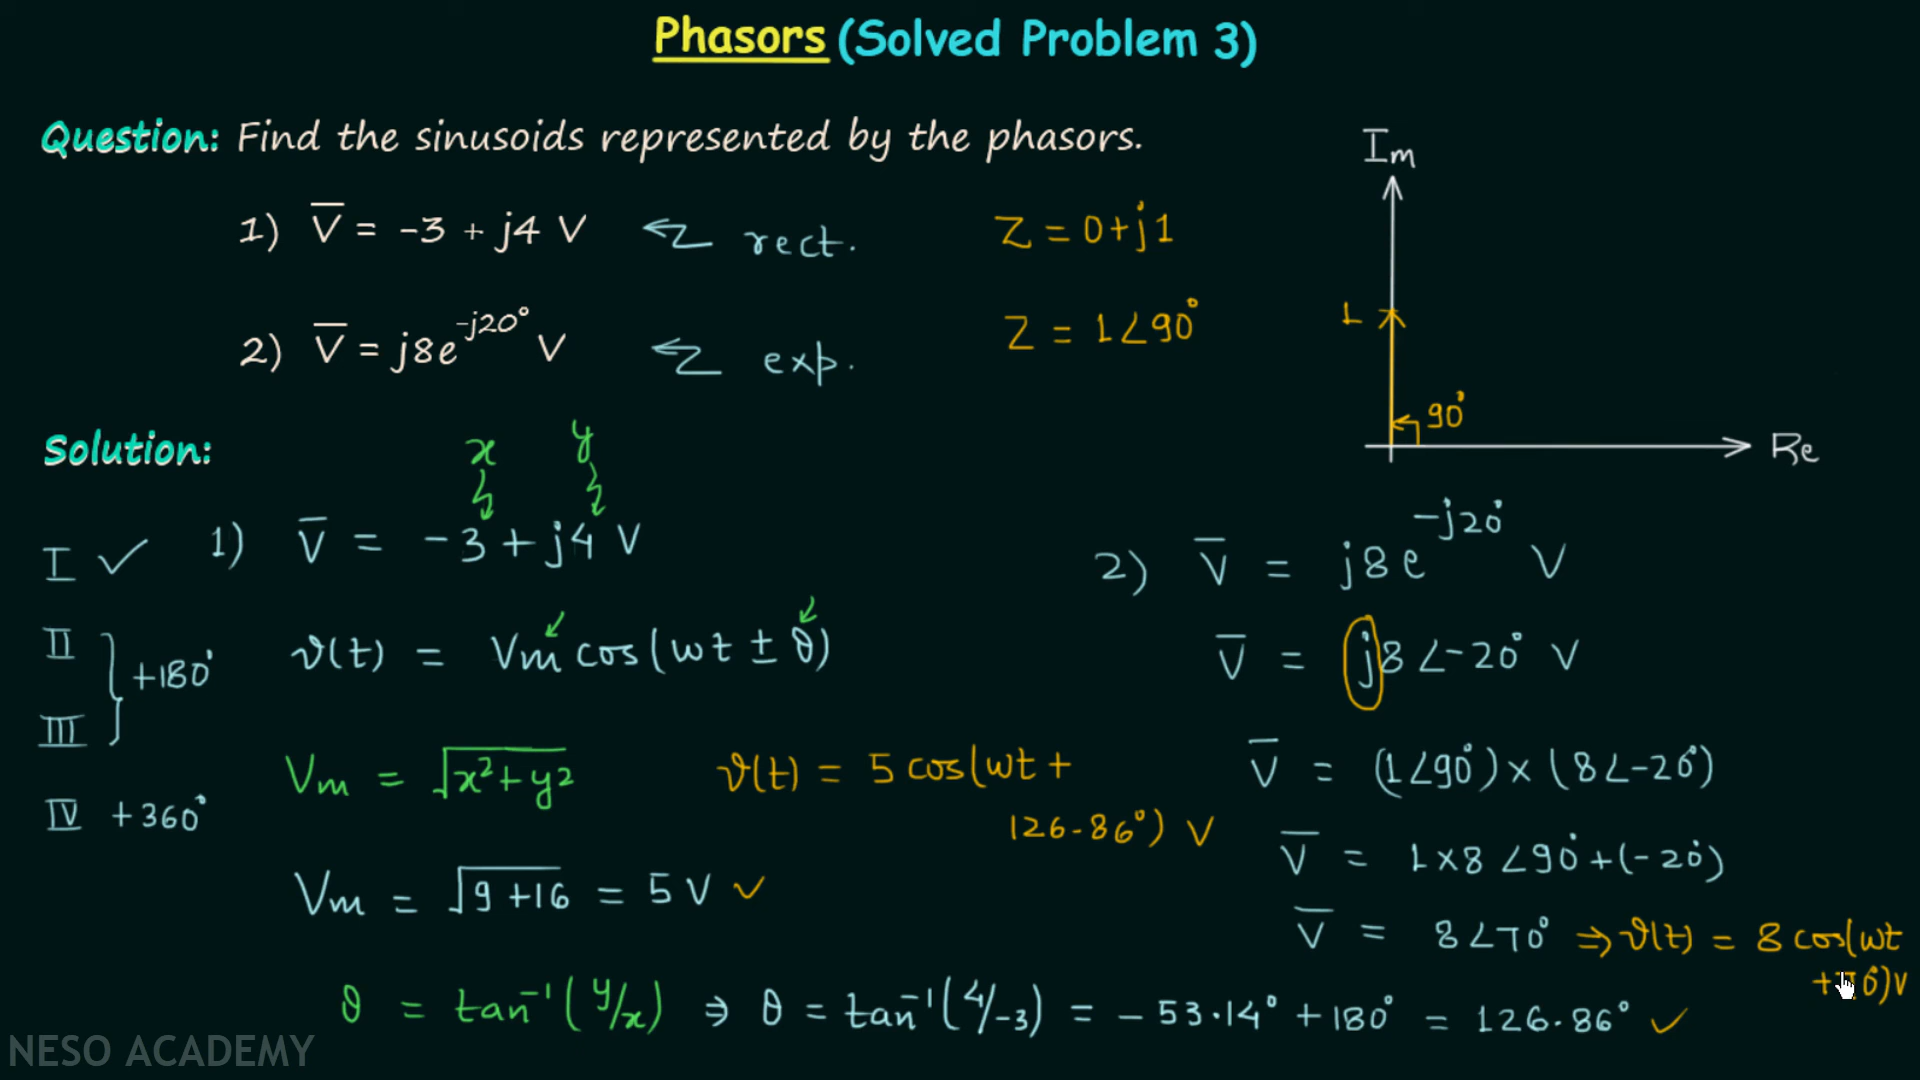 Phasors (Solved Problem 3)
Question: Find the sinusoids represented by the phasors.
1) V̅ = -3 + j4 V ← rect.
2) V̅ = j8e^-j20° V ← exp.
Z = 0+j1
Z = 1∠90°
Im
1
90°
Re
Solution:
x y
1) V̅ = -3 + j4 V
v(t) = Vm cos(ωt ± θ)
I ✓
II
III
} +180°
IV +360°
Vm = √x²+y²
Vm = √9+16 = 5 V ✓
θ = tan⁻¹(y/x) ⇒ θ = tan⁻¹(4/-3) = -53.14° +180° = 126.86° ✓
v(t) = 5 cos(ωt +
126.86°) V
2) V̅ = j8e^-j20° V
V̅ = j8∠-20° V
V̅ = (1∠90°) × (8∠-20°)
V̅ = 1×8 ∠90°+(-20°)
V̅ = 8∠70° ⇒ v(t) = 8 cos(ωt
+70°)V
NESO ACADEMY